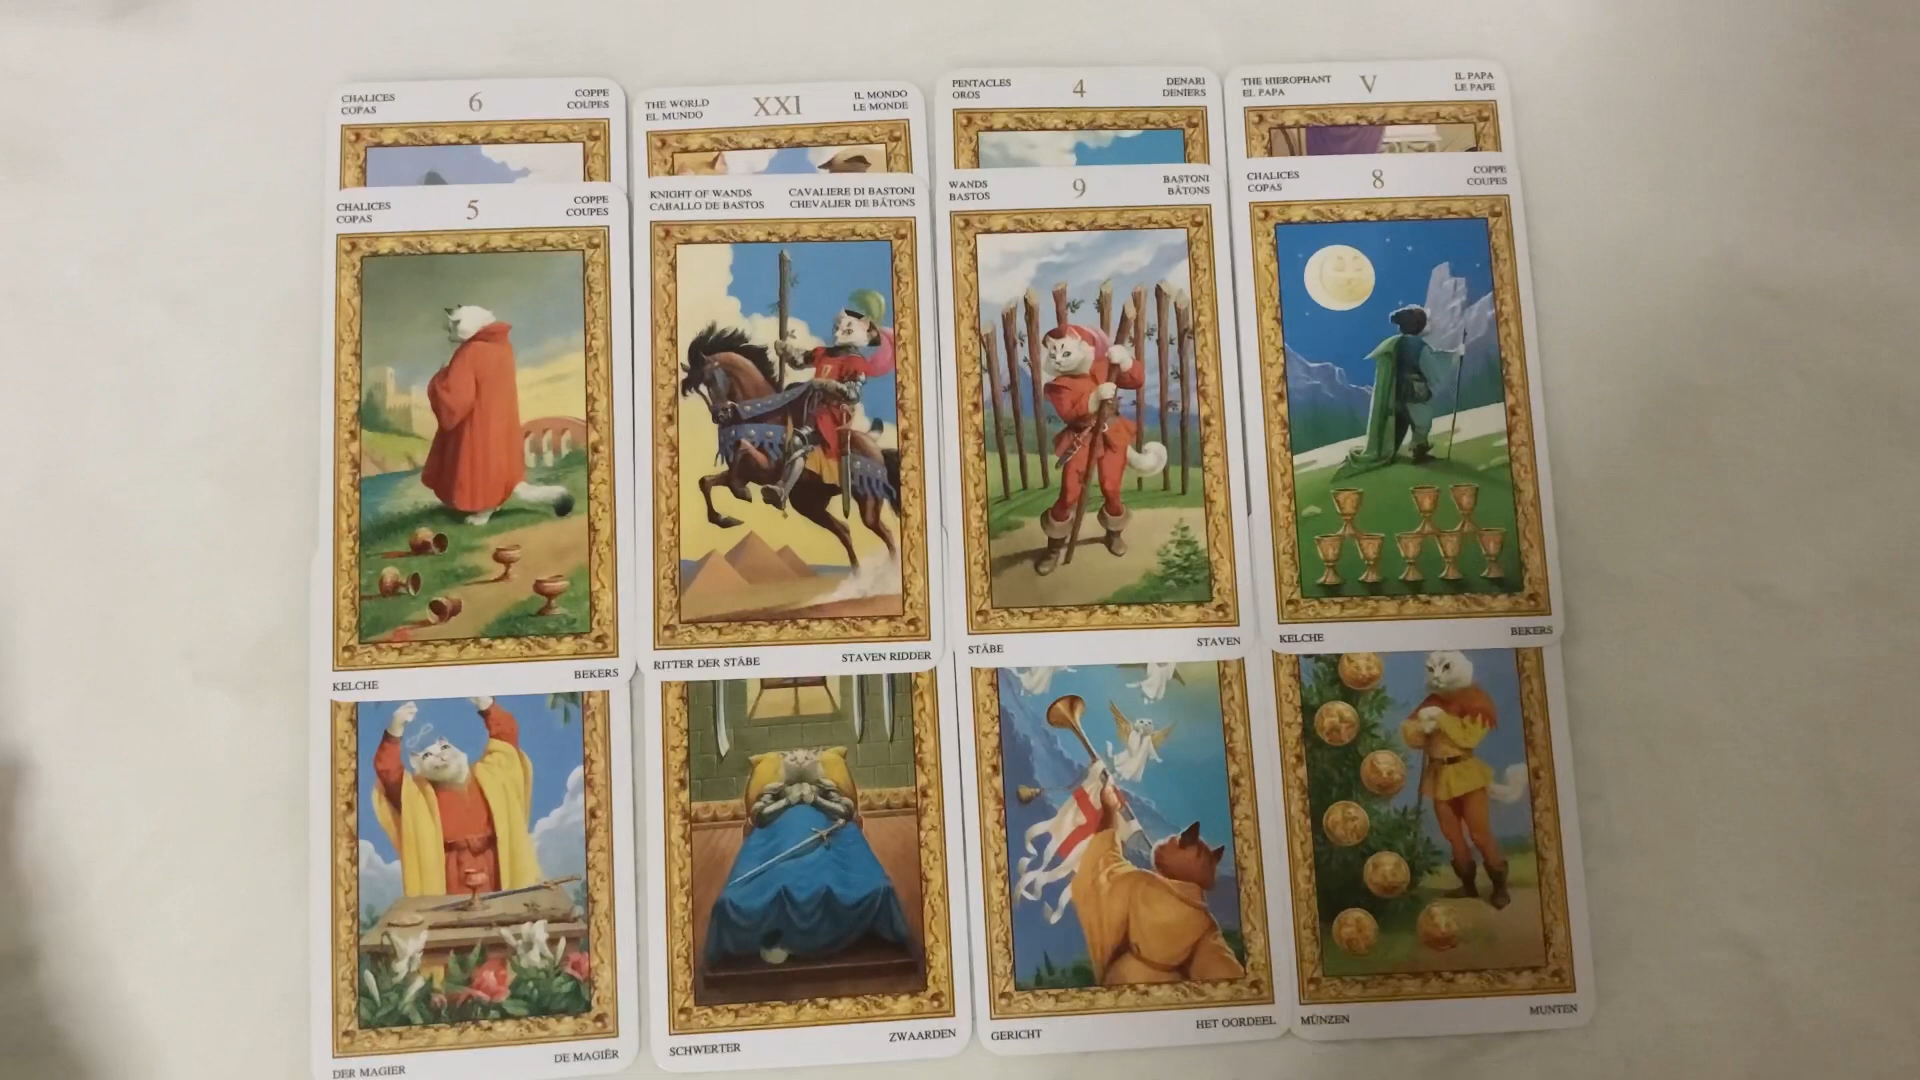 CHALICES 6 COPPE
COPAS COUPES
THE WORLD XXI IL MONDO
EL MUNDO LE MONDE
PENTACLES 4 DENARI
OROS DENIERS
THE HIEROPHANT V IL PAPA
EL PAPA LE PAPE
CHALICES 5 COPPE
COPAS COUPES
KNIGHT OF WANDS CAVALIERE DI BASTONI
CABALLO DE BASTOS CHEVALIER DE BÂTONS
WANDS 9 BASTONI
BASTOS BÂTONS
CHALICES 8 COPPE
COPAS COUPES
KELCHE BEKERS
RITTER DER STÄBE STAVEN RIDDER
STÄBE STAVEN
KELCHE BEKERS
DER MAGIER DE MAGIËR
SCHWERTER ZWAARDEN
GERICHT HET OORDEEL
MÜNZEN MUNTEN